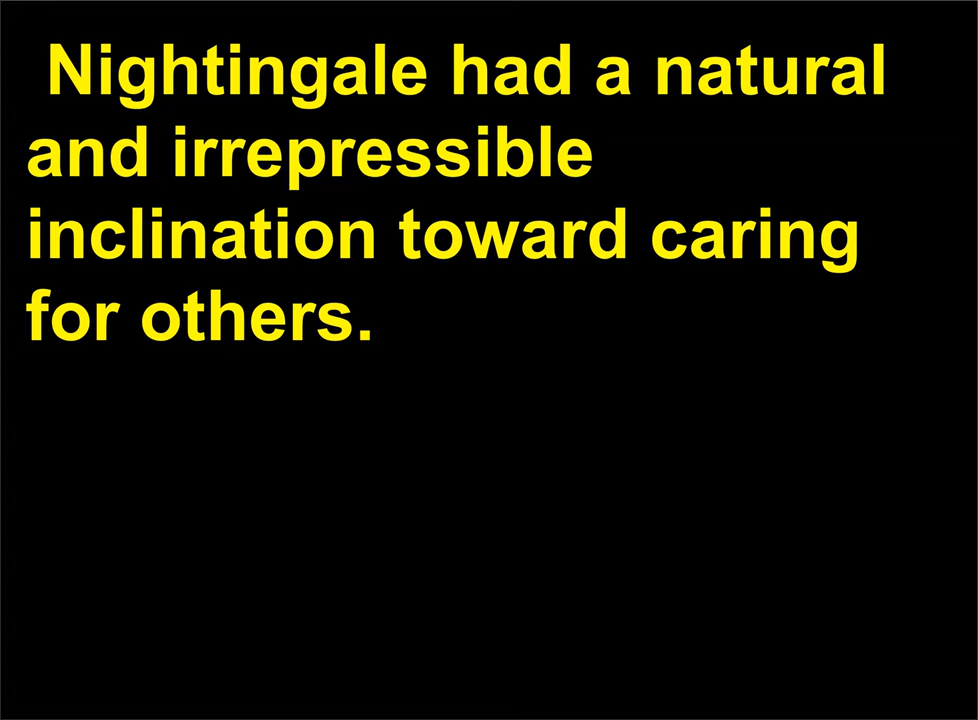 Nightingale had a natural
and irrepressible
inclination toward caring
for others.